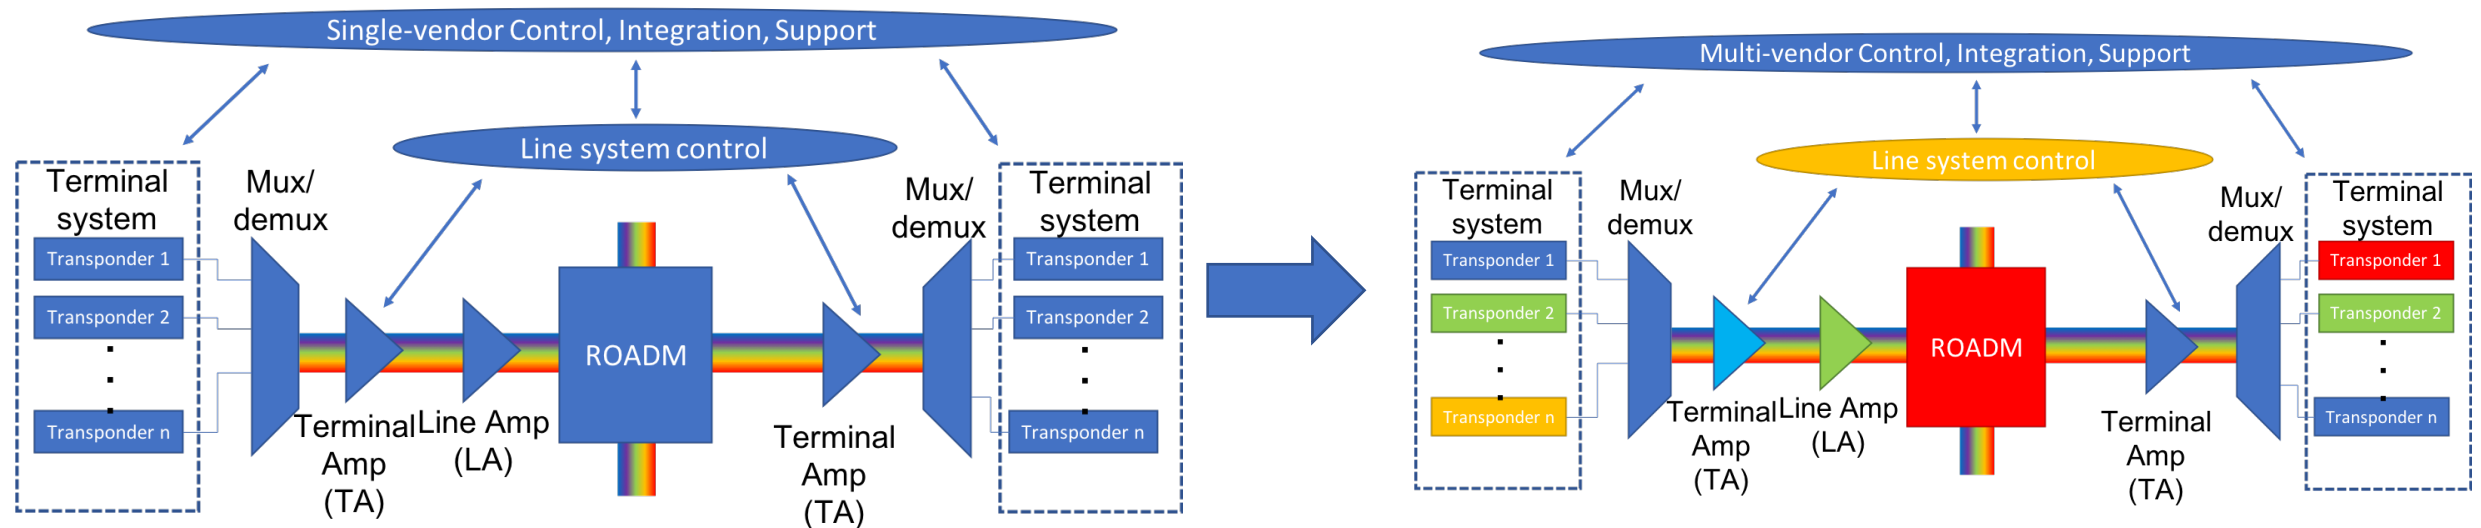 Single-vendor Control, Integration, Support
Line system control
Terminal
system
Transponder 1
Transponder 2
Transponder n
Mux/
demux
Terminal
Amp
(TA)
Line Amp
(LA)
ROADM
Terminal
Amp
(TA)
Mux/
demux
Terminal
system
Transponder 1
Transponder 2
Transponder n
Multi-vendor Control, Integration, Support
Line system control
Terminal
system
Transponder 1
Transponder 2
Transponder n
Mux/
demux
Terminal
Amp
(TA)
Line Amp
(LA)
ROADM
Terminal
Amp
(TA)
Mux/
demux
Terminal
system
Transponder 1
Transponder 2
Transponder n